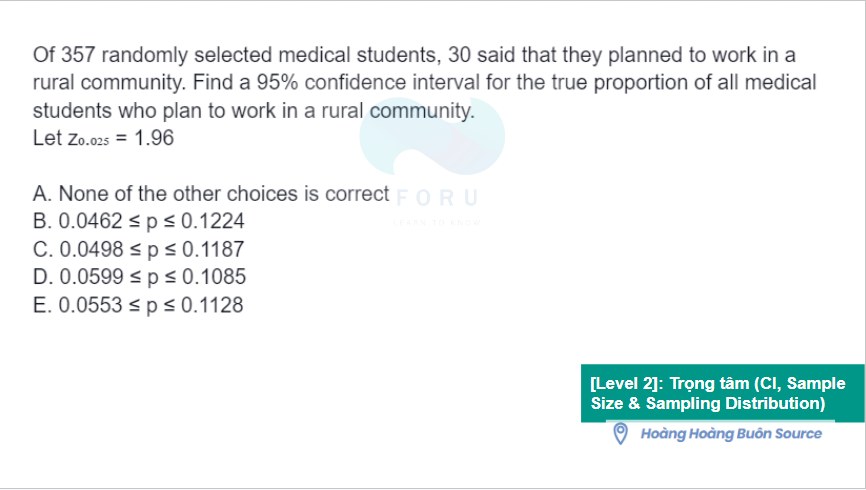 Of 357 randomly selected medical students, 30 said that they planned to work in a
rural community. Find a 95% confidence interval for the true proportion of all medical
students who plan to work in a rural community.
Let z₀.₀₂₅ = 1.96
A. None of the other choices is correct
FORU
B. 0.0462 ≤ p ≤ 0.1224
C. 0.0498 ≤ p ≤ 0.1187
D. 0.0599 ≤ p ≤ 0.1085
E. 0.0553 ≤ p ≤ 0.1128
[Level 2]: Trọng tâm (CI, Sample
Size & Sampling Distribution)
Hoàng Hoàng Buôn Source